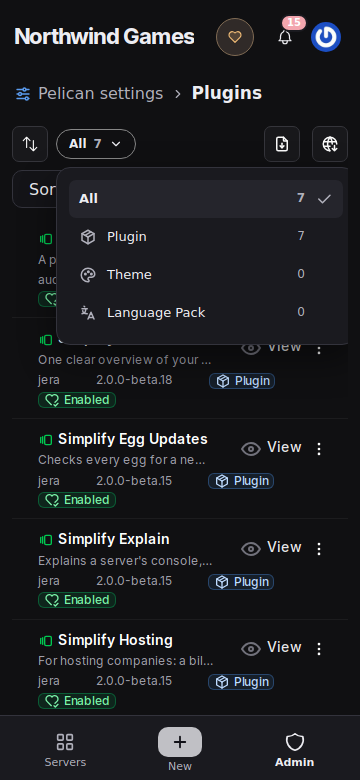 Northwind Games
15
Pelican settings > Plugins
All 7
Sor
All 7
Plugin 7
Theme 0
Language Pack 0
A p
auc
View
One clear overview of your ...
jera 2.0.0-beta.18 Plugin
Enabled
Simplify Egg Updates
View
Checks every egg for a ne...
jera 2.0.0-beta.15 Plugin
Enabled
Simplify Explain
View
Explains a server's console,...
jera 2.0.0-beta.15 Plugin
Enabled
Simplify Hosting
View
For hosting companies: a bil...
jera 2.0.0-beta.15 Plugin
Enabled
Servers
New
Admin